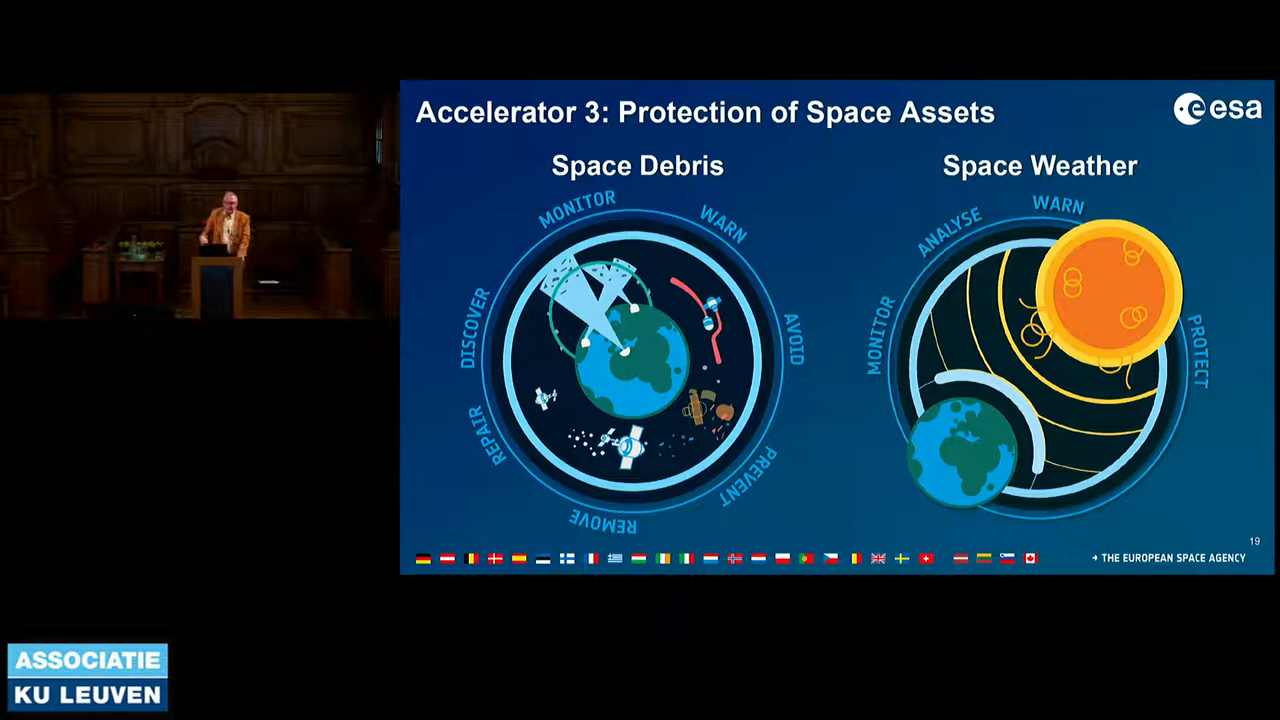 Accelerator 3: Protection of Space Assets
esa
Space Debris
Space Weather
MONITOR
WARN
AVOID
PREVENT
REMOVE
REPAIR
DISCOVER
MONITOR
ANALYSE
WARN
PROTECT
19
→ THE EUROPEAN SPACE AGENCY
ASSOCIATIE
KU LEUVEN